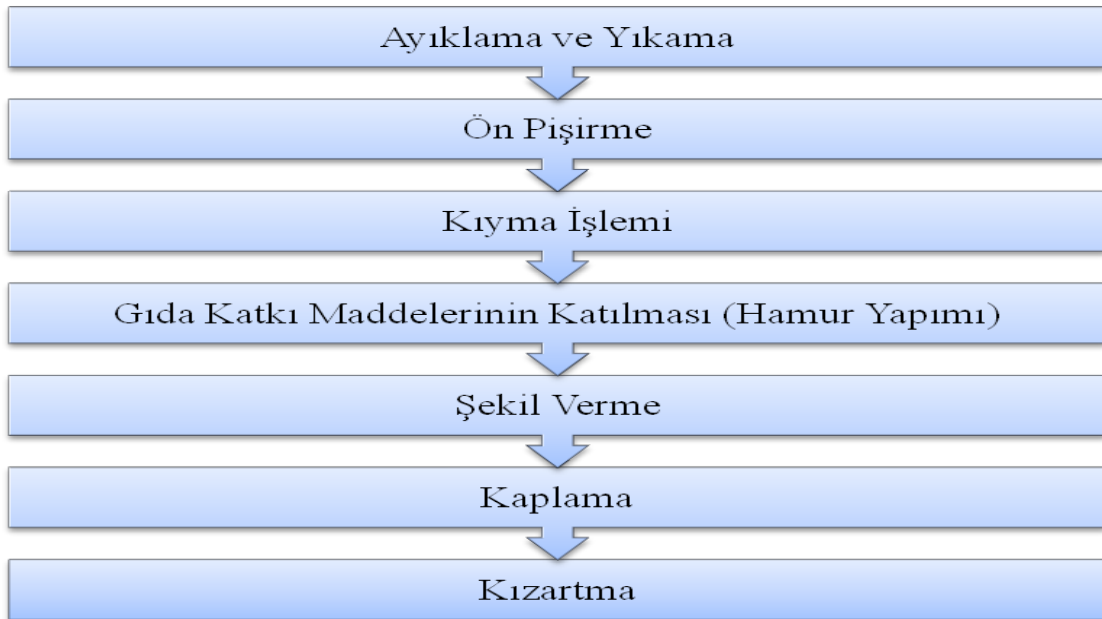 Ayıklama ve Yıkama
Ön Pişirme
Kıyma İşlemi
Gıda Katkı Maddelerinin Katılması (Hamur Yapımı)
Şekil Verme
Kaplama
Kızartma